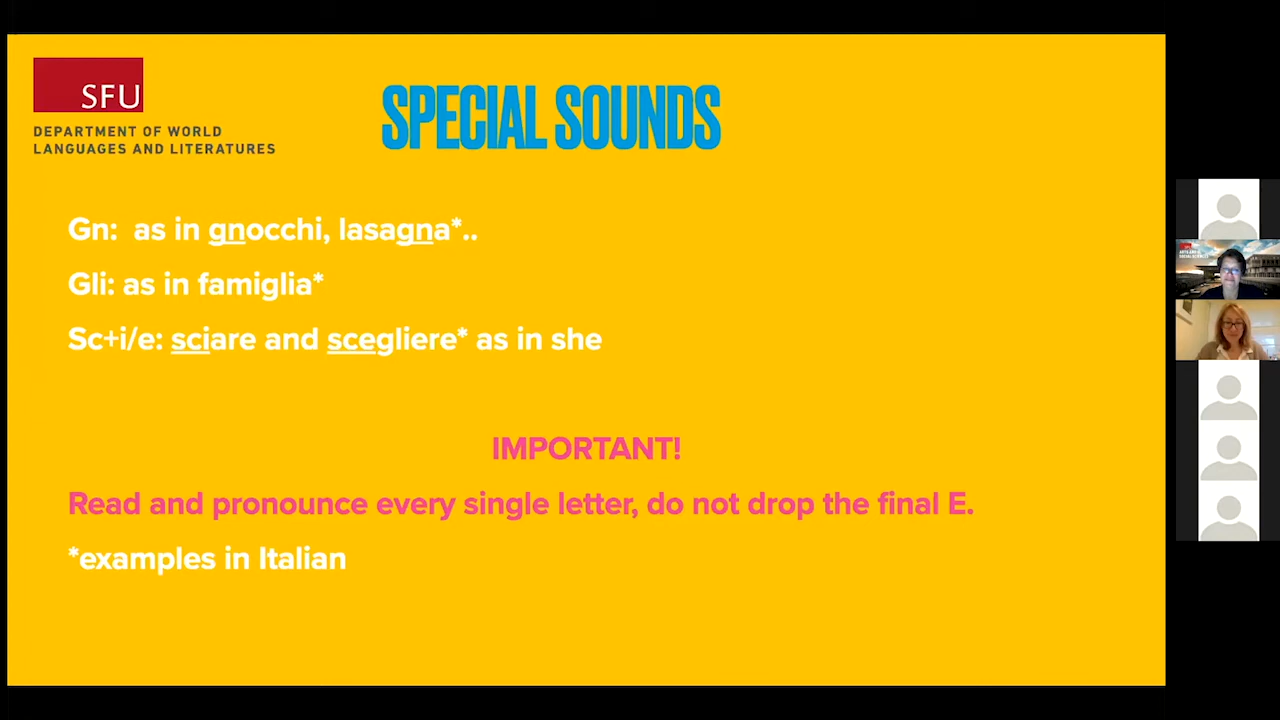 SFU
DEPARTMENT OF WORLD
LANGUAGES AND LITERATURES
SPECIAL SOUNDS
Gn:  as in gnocchi, lasagna*..
Gli: as in famiglia*
Sc+i/e: sciare and scegliere* as in she
IMPORTANT!
Read and pronounce every single letter, do not drop the final E.
*examples in Italian